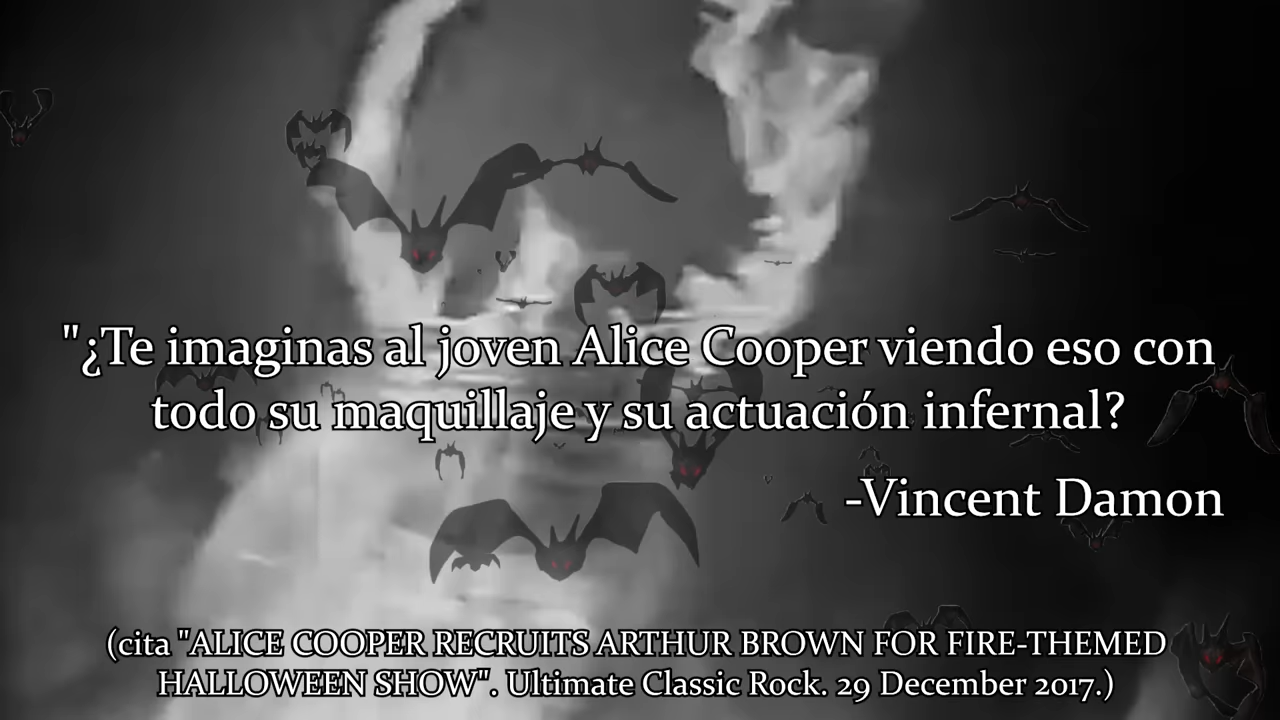 "¿Te imaginas al joven Alice Cooper viendo eso con
todo su maquillaje y su actuación infernal?
-Vincent Damon
(cita "ALICE COOPER RECRUITS ARTHUR BROWN FOR FIRE-THEMED
HALLOWEEN SHOW". Ultimate Classic Rock. 29 December 2017.)